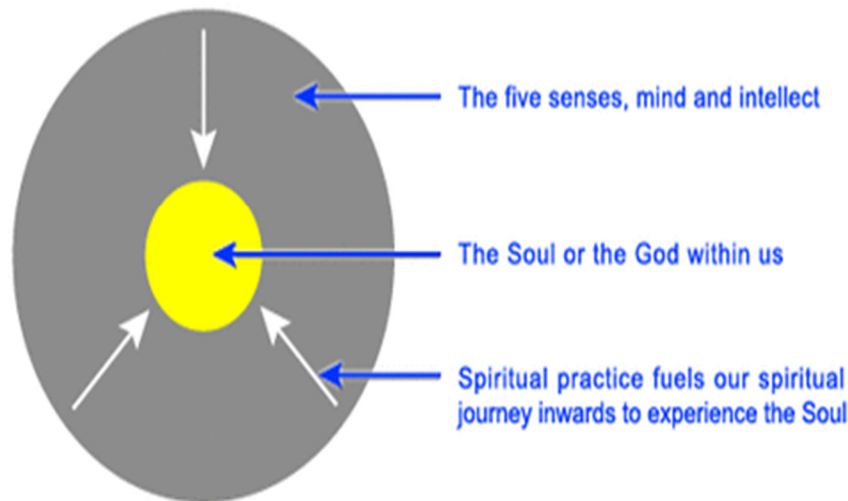 The five senses, mind and intellect
The Soul or the God within us
Spiritual practice fuels our spiritual
journey inwards to experience the Soul